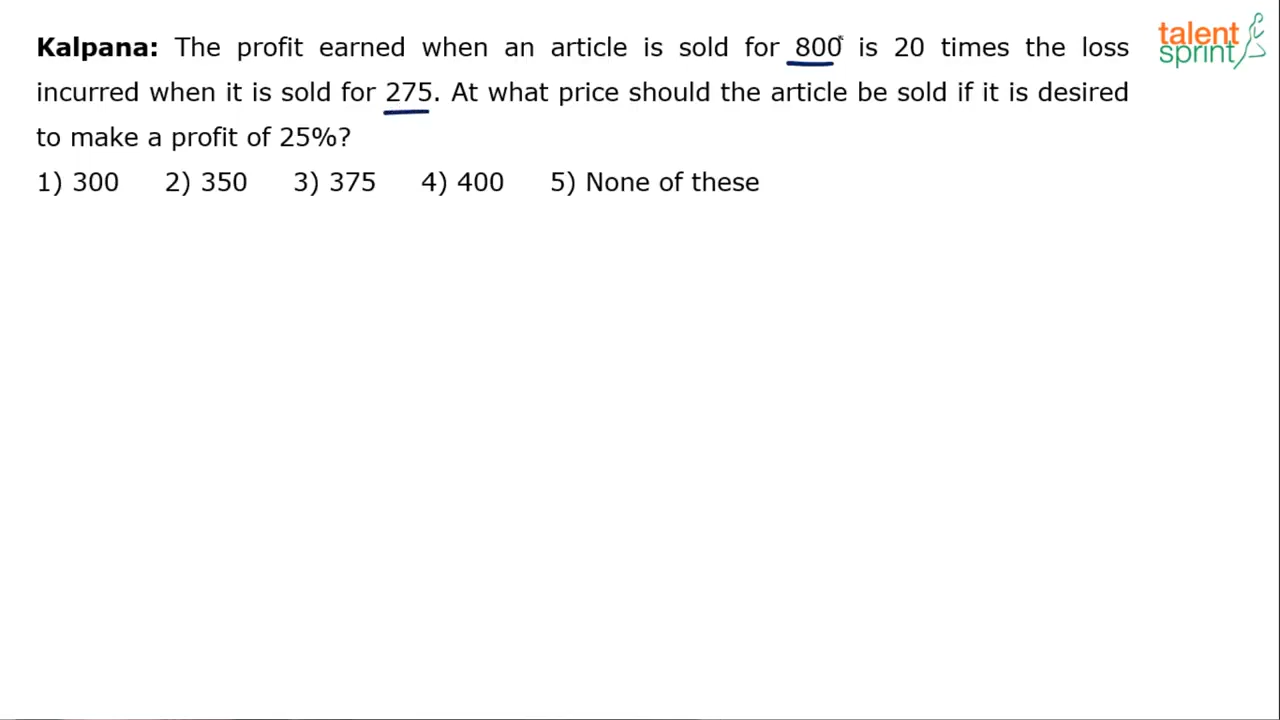 Kalpana: The profit earned when an article is sold for 800 is 20 times the loss
incurred when it is sold for 275. At what price should the article be sold if it is desired
to make a profit of 25%?
1) 300 2) 350 3) 375 4) 400 5) None of these
talent
sprint